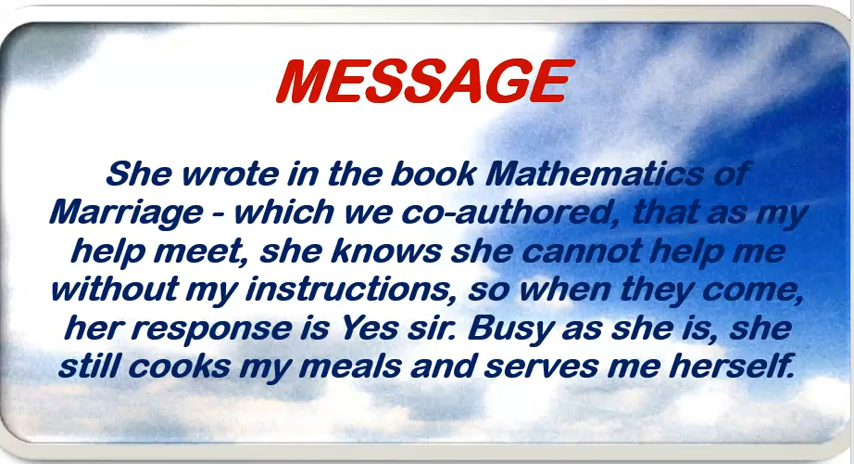 MESSAGE
She wrote in the book Mathematics of
Marriage - which we co-authored, that as my
help meet, she knows she cannot help me
without my instructions, so when they come,
her response is Yes sir. Busy as she is, she
still cooks my meals and serves me herself.